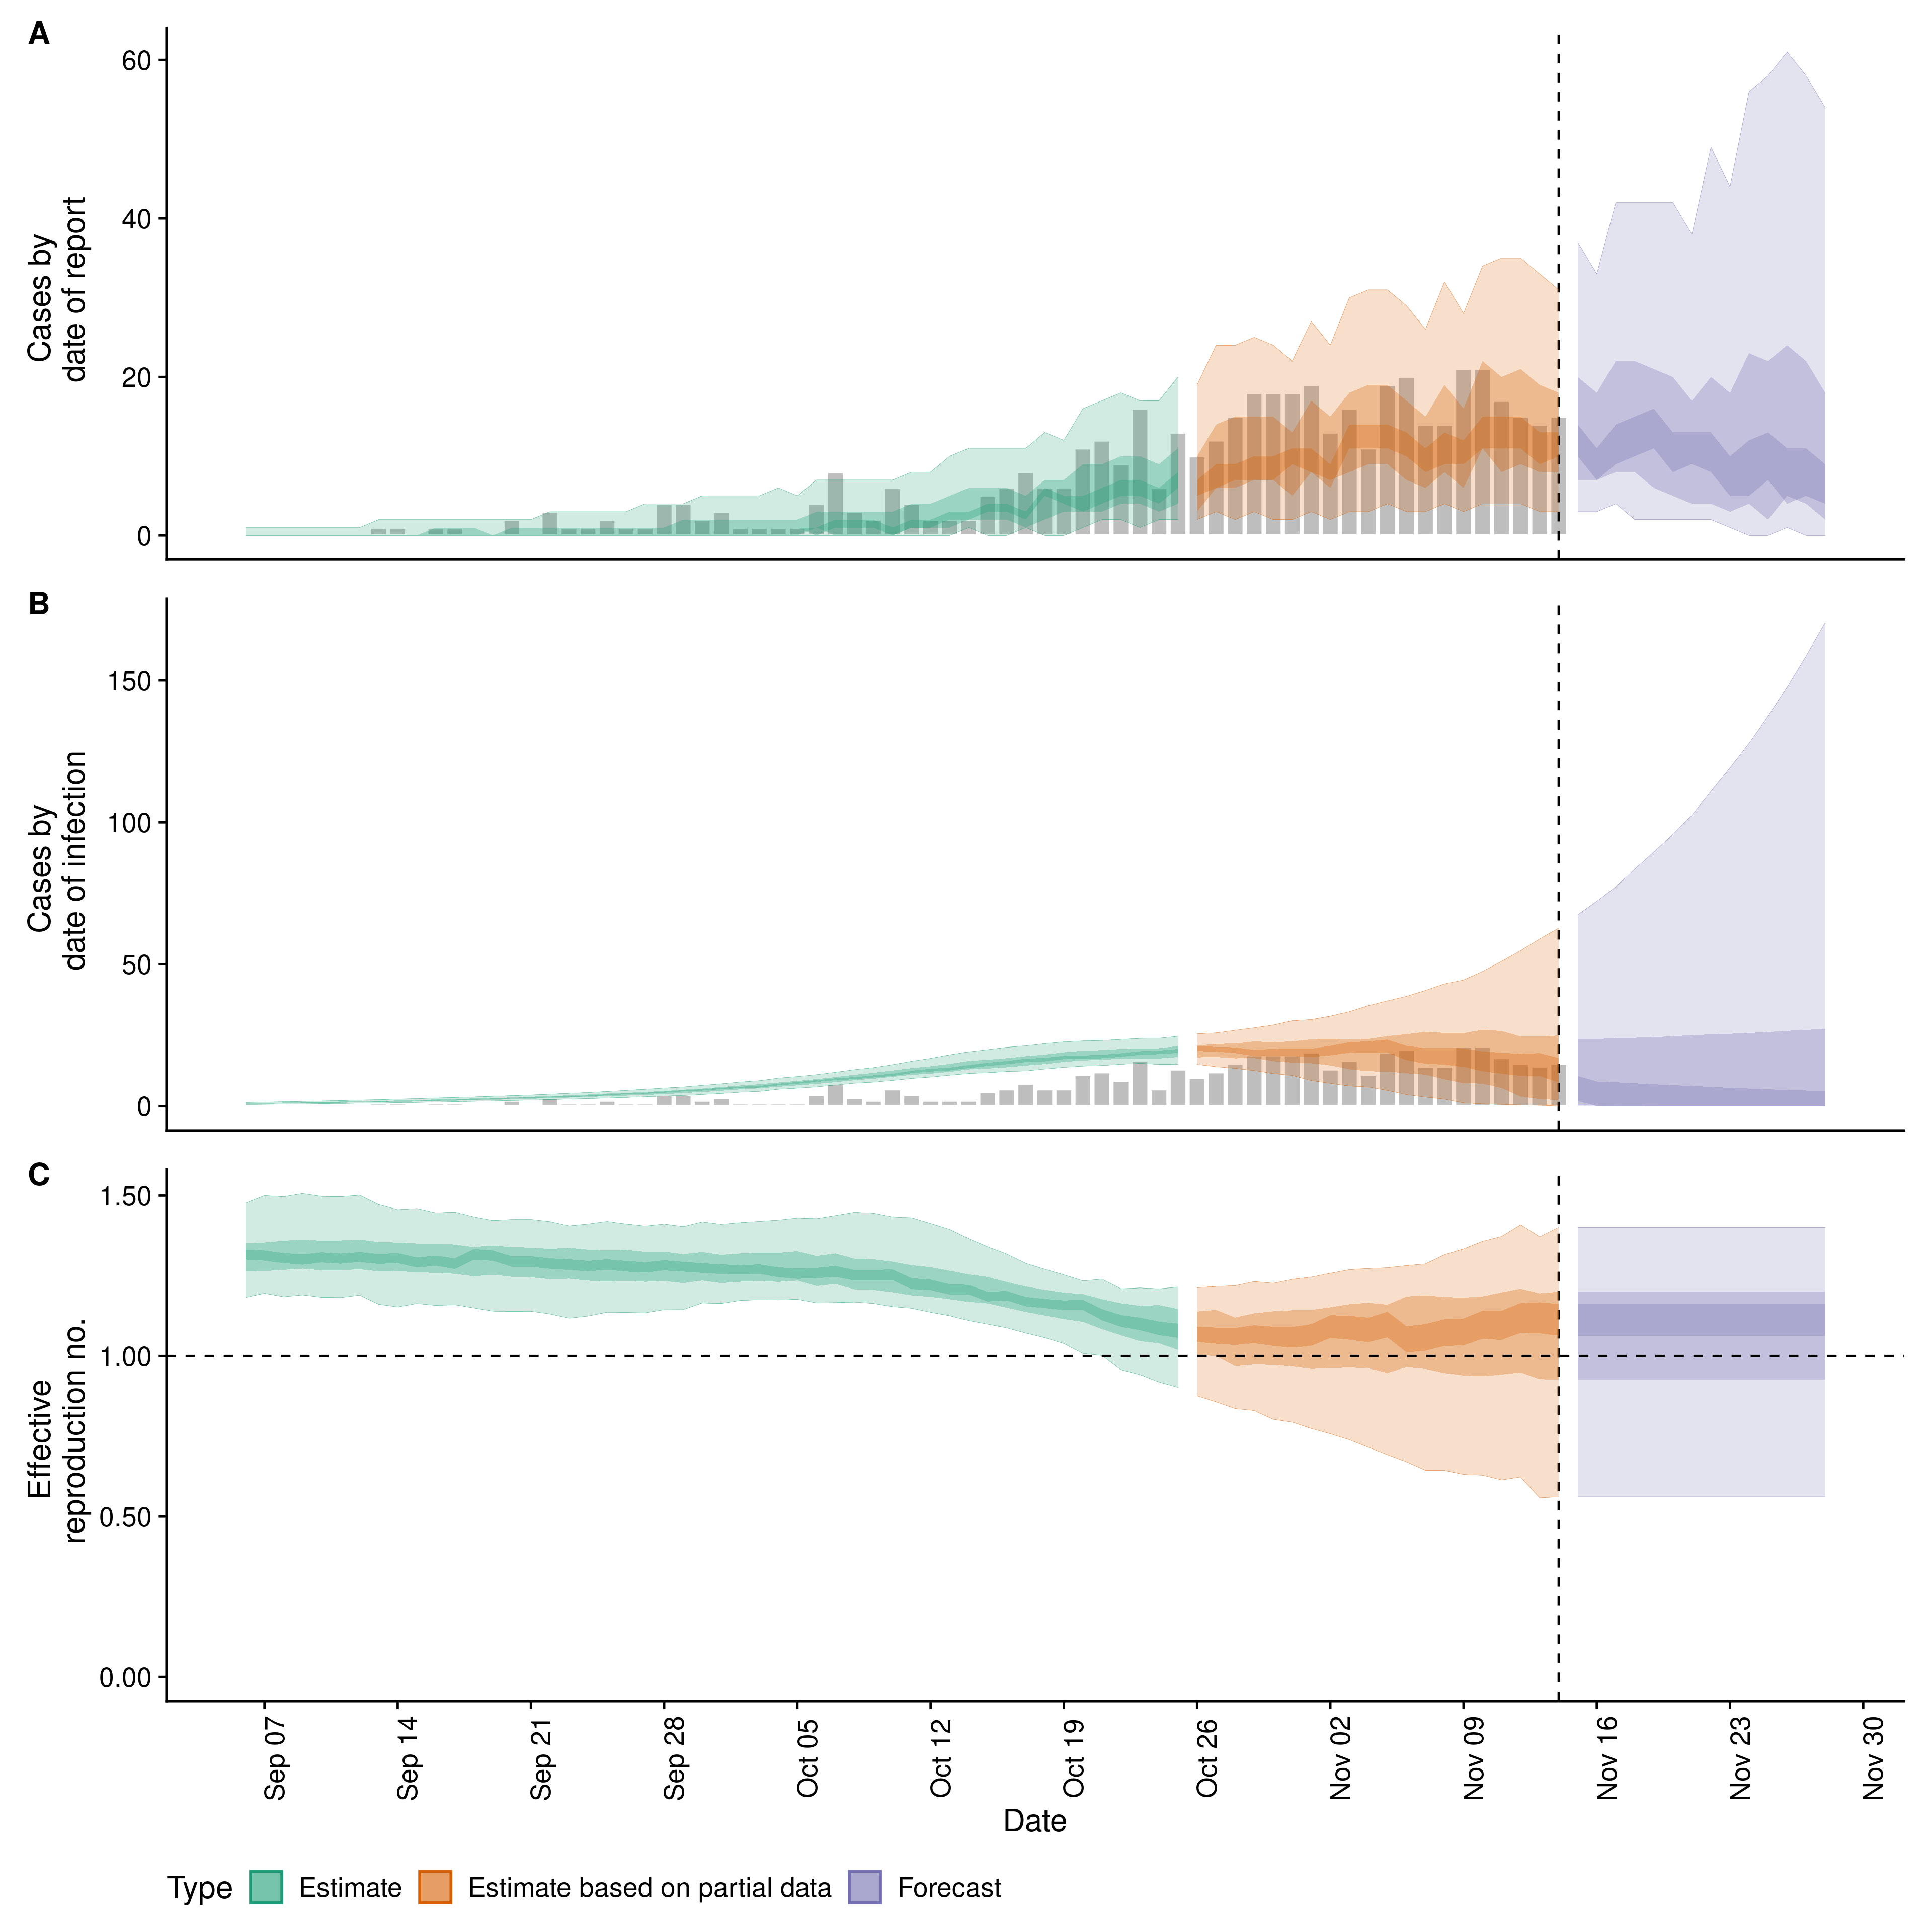 A
Cases by
date of report
60
40
20
0
B
Cases by
date of infection
150
100
50
0
C
Effective
reproduction no.
1.50
1.00
0.50
0.00
Sep 07
Sep 14
Sep 21
Sep 28
Oct 05
Oct 12
Oct 19
Oct 26
Nov 02
Nov 09
Nov 16
Nov 23
Nov 30
Date
Type Estimate Estimate based on partial data Forecast